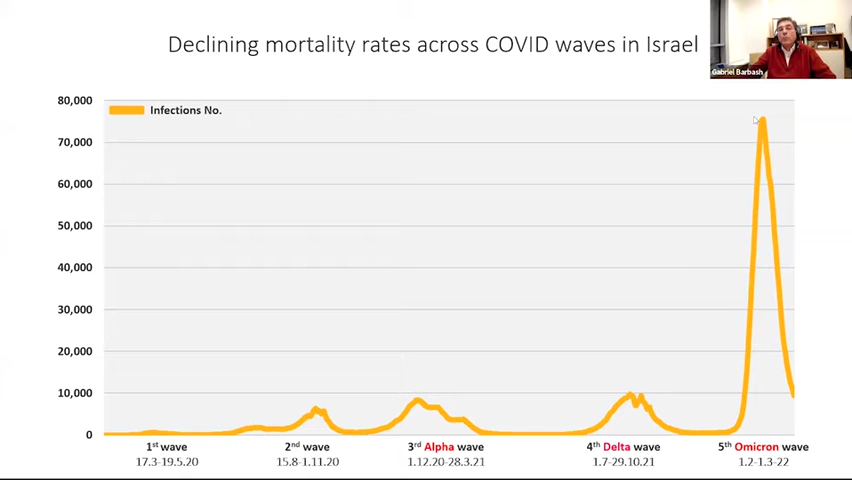 Declining mortality rates across COVID waves in Israel
Gabriel Barbash
Infections No.
80,000
70,000
60,000
50,000
40,000
30,000
20,000
10,000
0
1st wave
17.3-19.5.20
2nd wave
15.8-1.11.20
3rd Alpha wave
1.12.20-28.3.21
4th Delta wave
1.7-29.10.21
5th Omicron wave
1.2-1.3-22